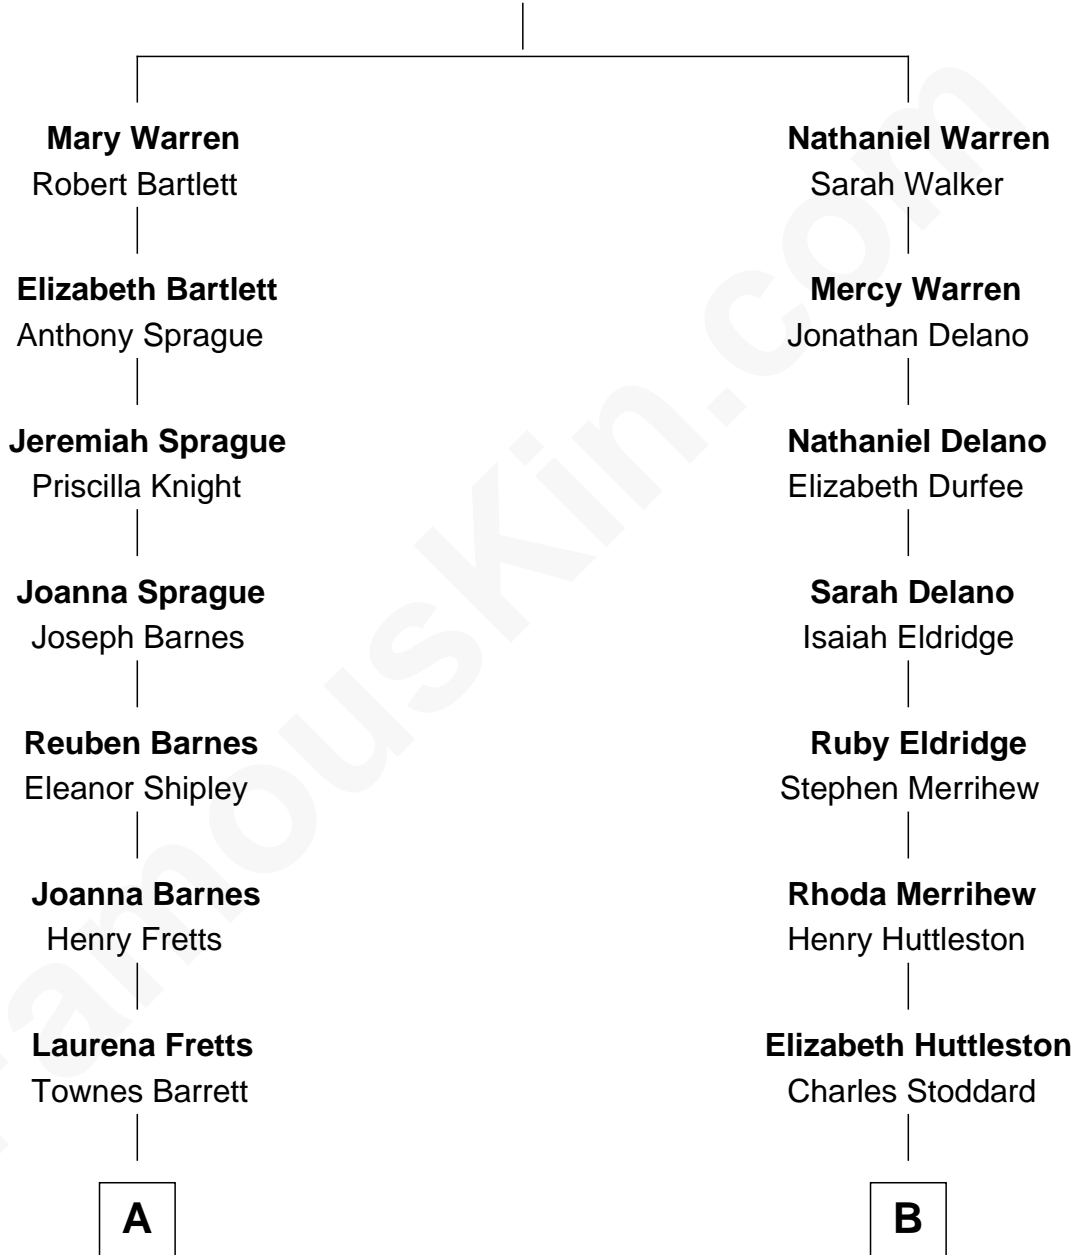 Mary Warren
Robert Bartlett
Nathaniel Warren
Sarah Walker
Elizabeth Bartlett
Anthony Sprague
Mercy Warren
Jonathan Delano
Jeremiah Sprague
Priscilla Knight
Nathaniel Delano
Elizabeth Durfee
Joanna Sprague
Joseph Barnes
Sarah Delano
Isaiah Eldridge
Reuben Barnes
Eleanor Shipley
Ruby Eldridge
Stephen Merrihew
Joanna Barnes
Henry Fretts
Rhoda Merrihew
Henry Huttleston
Laurena Fretts
Townes Barrett
Elizabeth Huttleston
Charles Stoddard
A
B
FamousKin.com